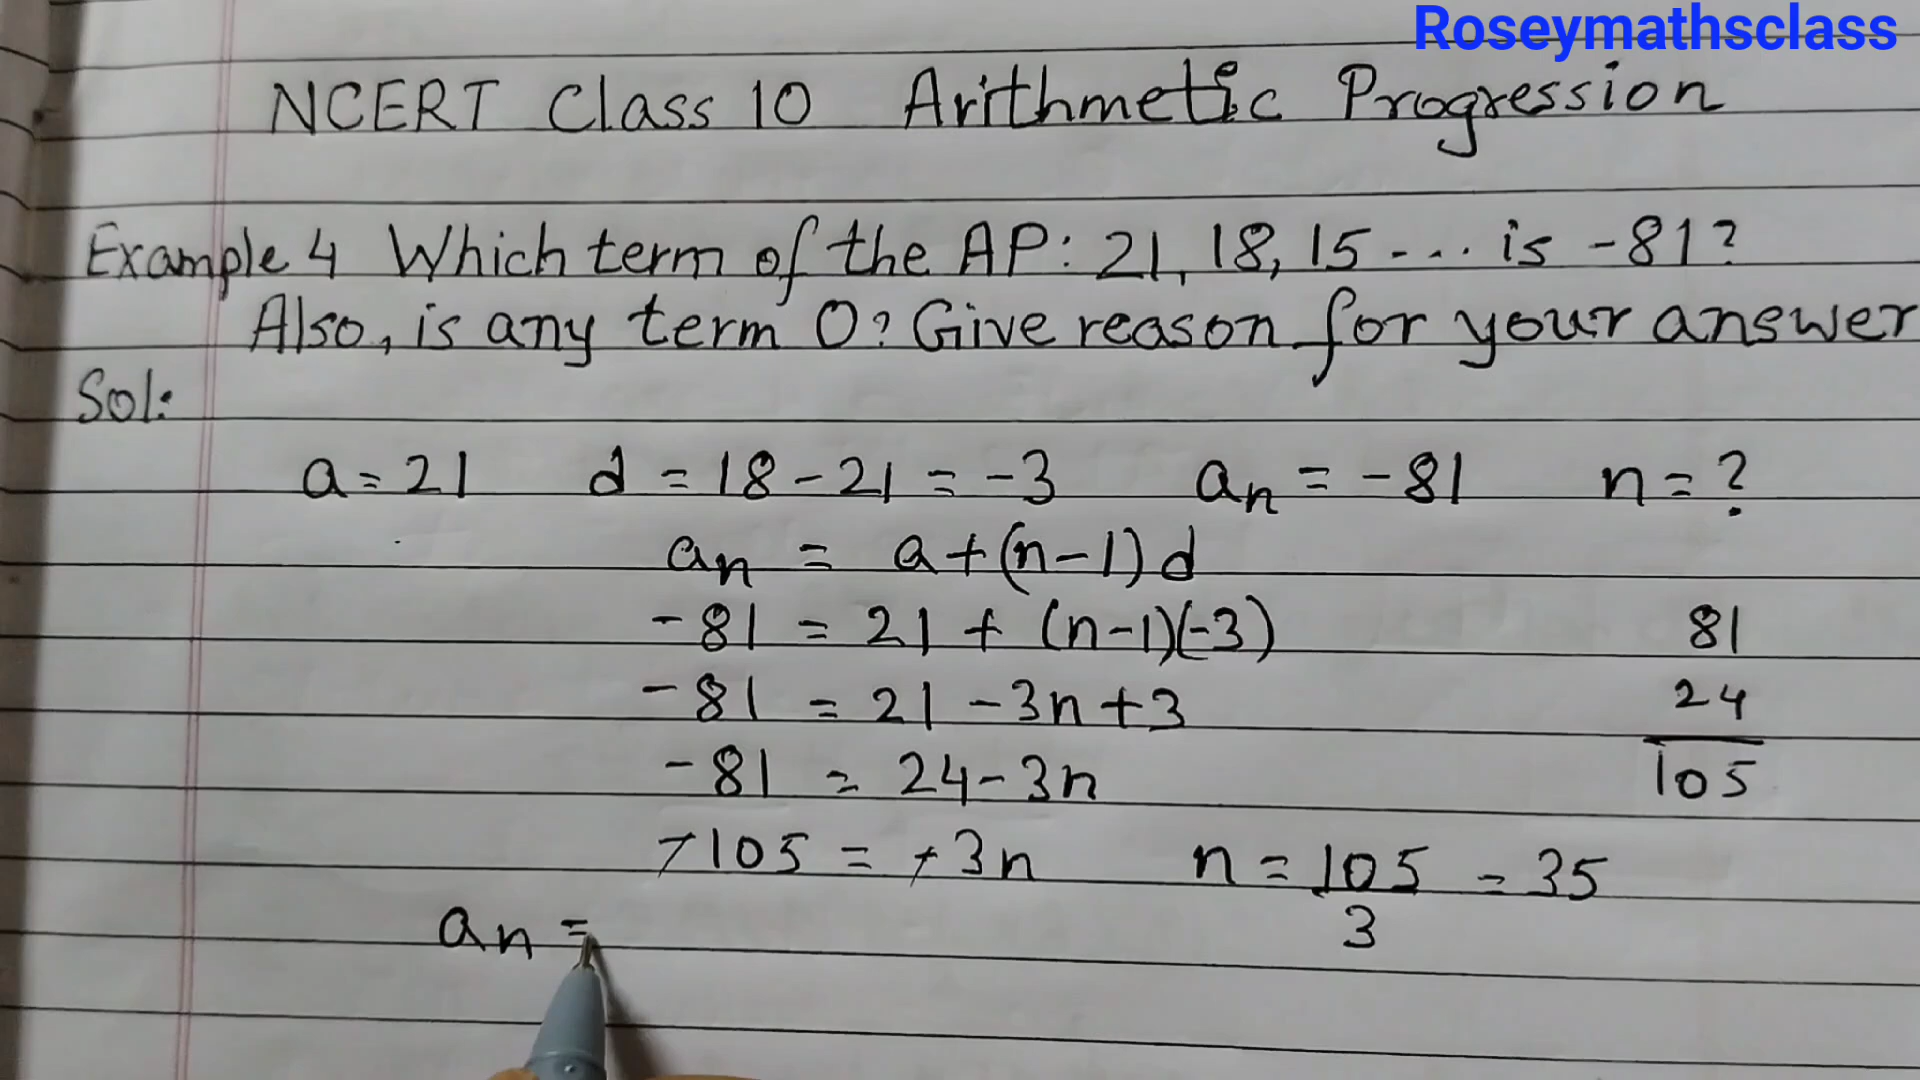 Roseymathsclass
NCERT Class 10 Arithmetic Progression
Example 4 Which term of the AP: 21, 18, 15 - - . is -81?
Also, is any term 0? Give reason for your answer
Sol:
a = 21 d = 18 - 21 = -3 an = -81 n = ?
an = a + (n-1) d
-81 = 21 + (n-1)(-3) 81
-81 = 21 - 3n + 3 24
-81 = 24 - 3n 105
+105 = +3n n = 105 = 35
an = 3